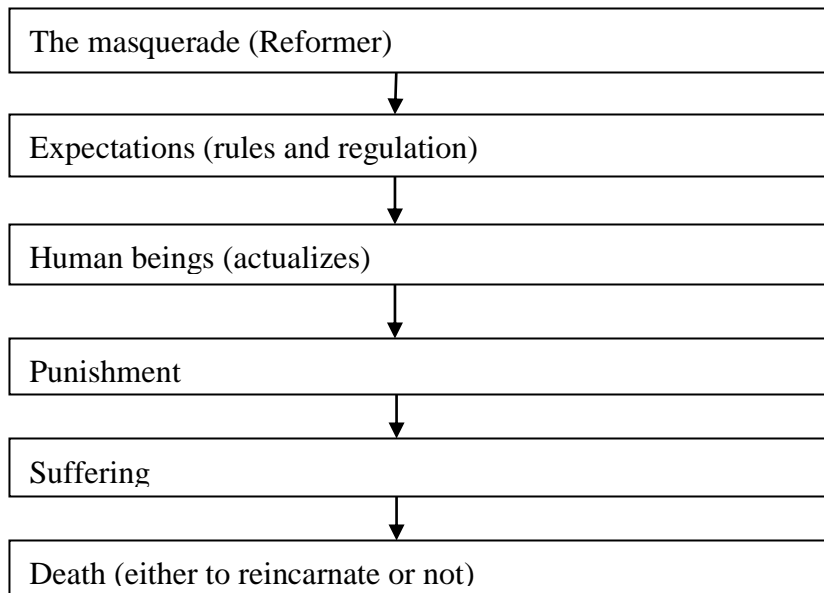 The masquerade (Reformer)
Expectations (rules and regulation)
Human beings (actualizes)
Punishment
Suffering
Death (either to reincarnate or not)